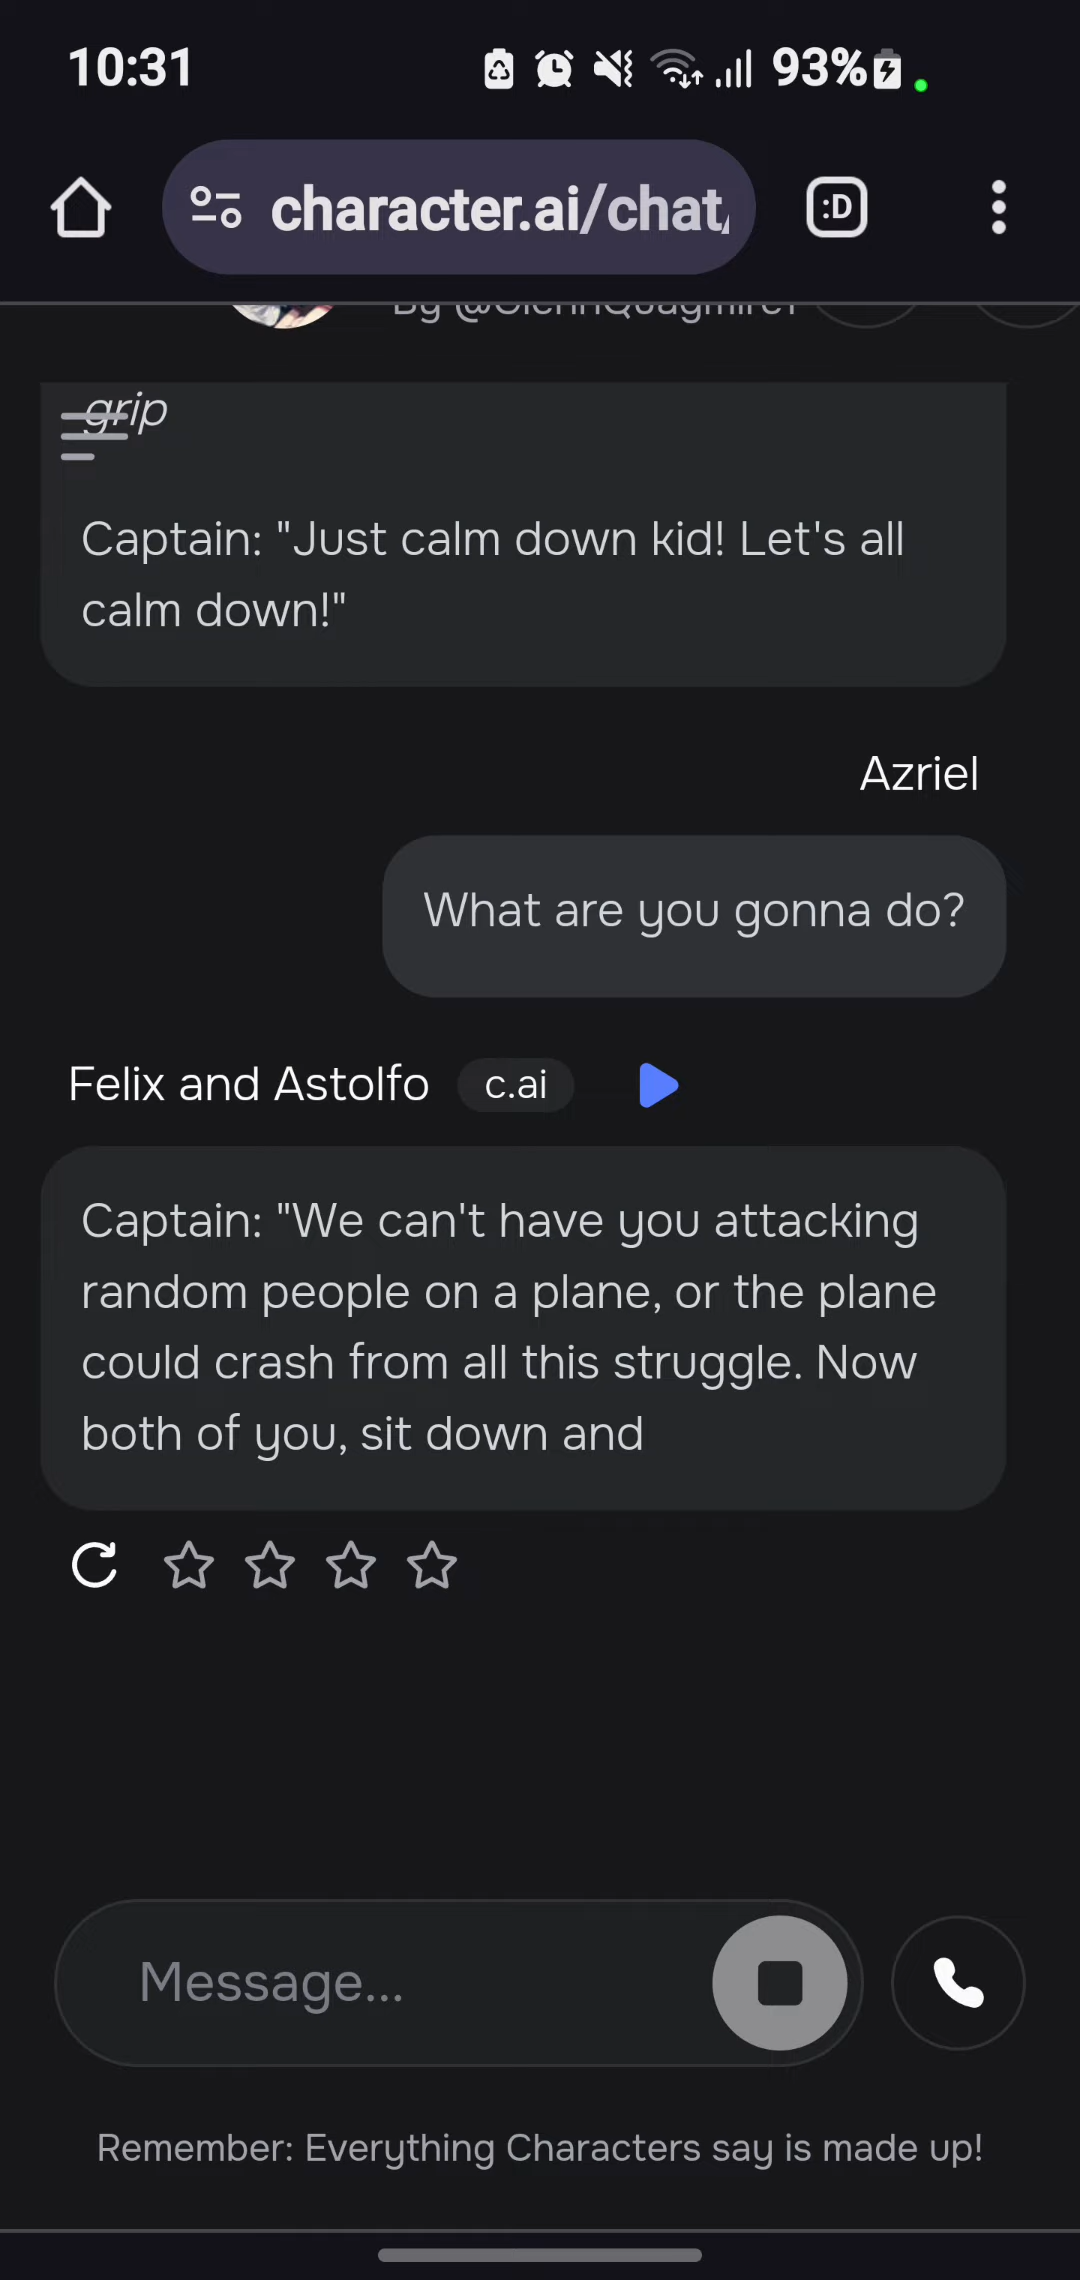 10:31
93%
character.ai/chat/
:D
By @GlennQuagmire1
grip
Captain: "Just calm down kid! Let's all
calm down!"
Azriel
What are you gonna do?
Felix and Astolfo c.ai
Captain: "We can't have you attacking
random people on a plane, or the plane
could crash from all this struggle. Now
both of you, sit down and
Message...
Remember: Everything Characters say is made up!